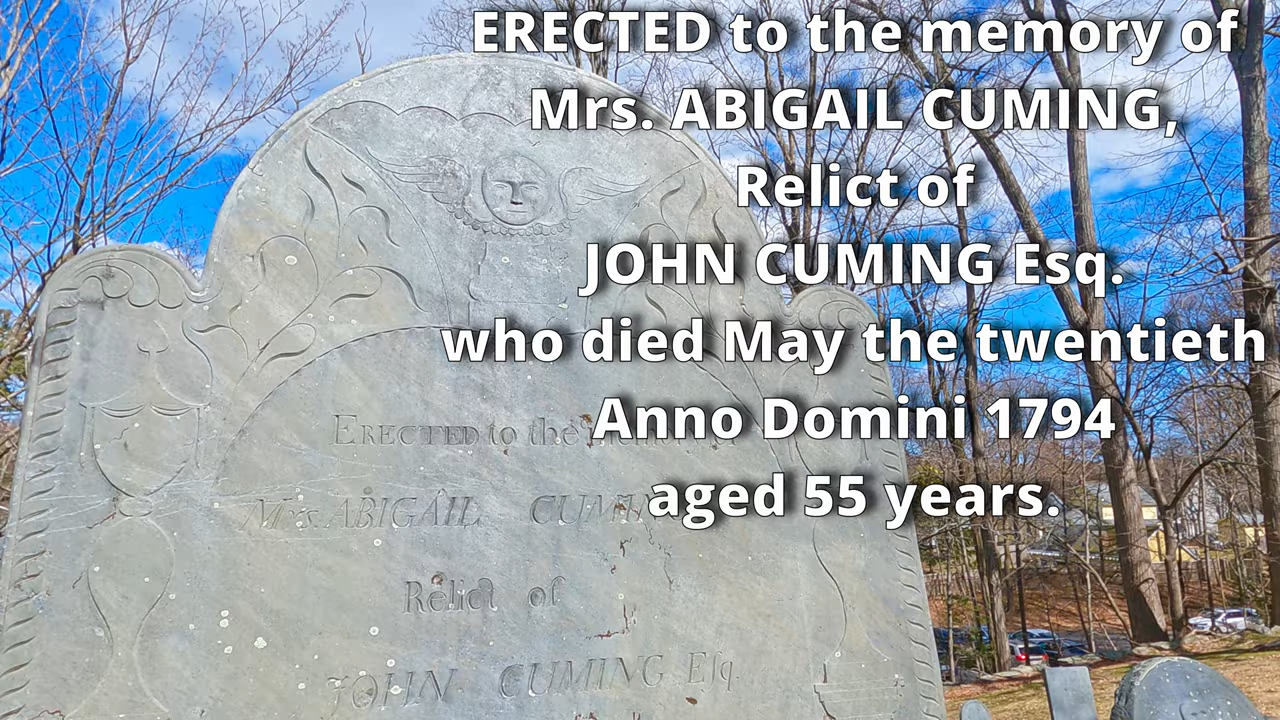 ERECTED to the memory of
Mrs. ABIGAIL CUMING,
Relict of
JOHN CUMING Esq.
who died May the twentieth
Anno Domini 1794
aged 55 years.
ERECTED to the
Mrs. ABIGAIL CUMING
Relict of
JOHN CUMING Eſq.